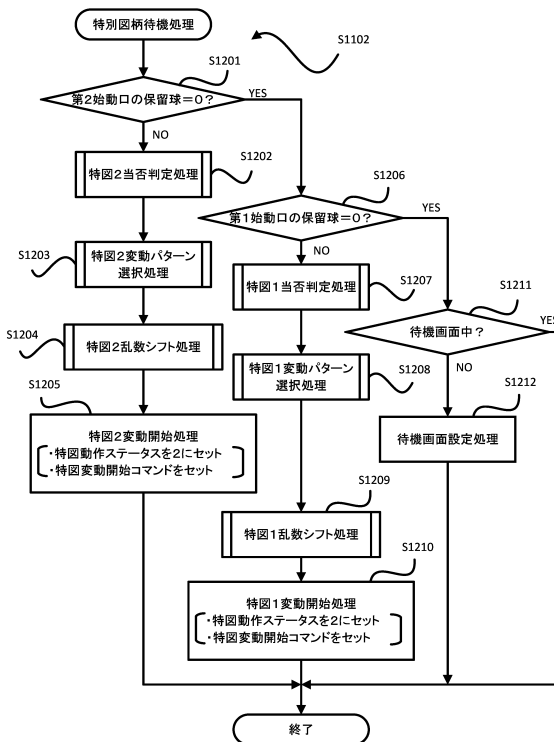 特別図柄待機処理
S1102
S1201
第2始動口の保留球=0?
YES
NO
S1202
特図2当否判定処理
S1206
第1始動口の保留球=0?
YES
NO
S1203
特図2変動パターン
選択処理
S1207
特図1当否判定処理
S1211
待機画面中?
YES
NO
S1204
特図2乱数シフト処理
特図1変動パターン
選択処理
S1208
S1205
特図2変動開始処理
・特図動作ステータスを2にセット
・特図変動開始コマンドをセット
S1212
待機画面設定処理
S1209
特図1乱数シフト処理
S1210
特図1変動開始処理
・特図動作ステータスを2にセット
・特図変動開始コマンドをセット
終了